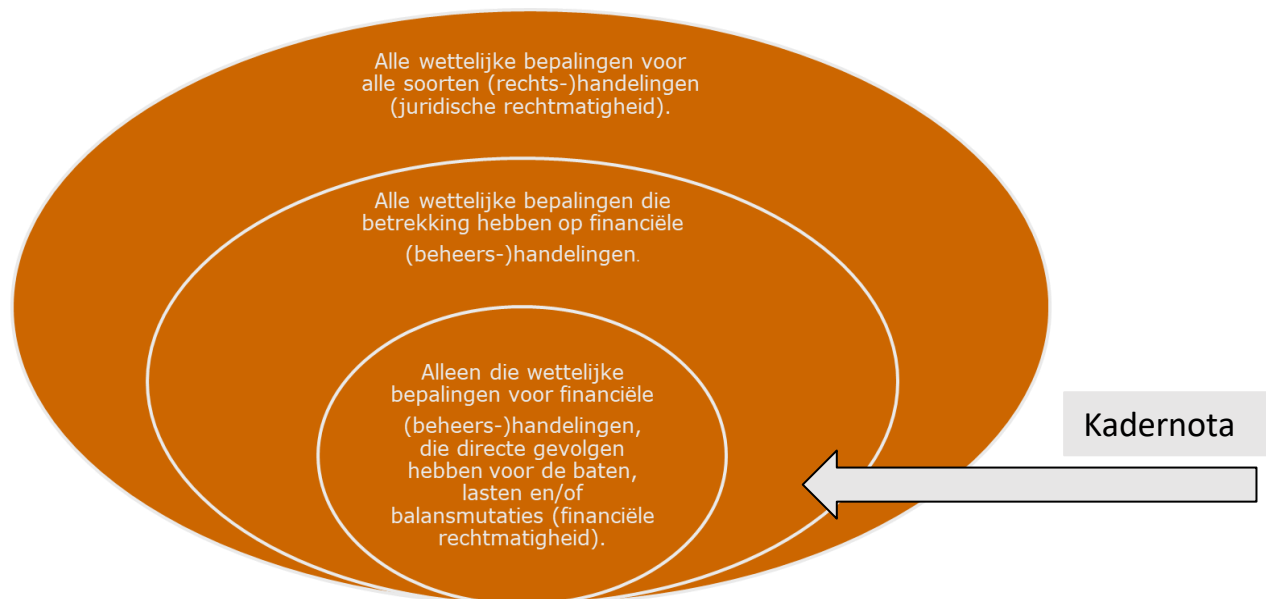 Alle wettelijke bepalingen voor
alle soorten (rechts-)handelingen
(juridische rechtmatigheid).
Alle wettelijke bepalingen die
betrekking hebben op financiële
(beheers-)handelingen.
Alleen die wettelijke
bepalingen voor financiële
(beheers-)handelingen,
die directe gevolgen
hebben voor de baten,
lasten en/of
balansmutaties (financiële
rechtmatigheid).
Kadernota